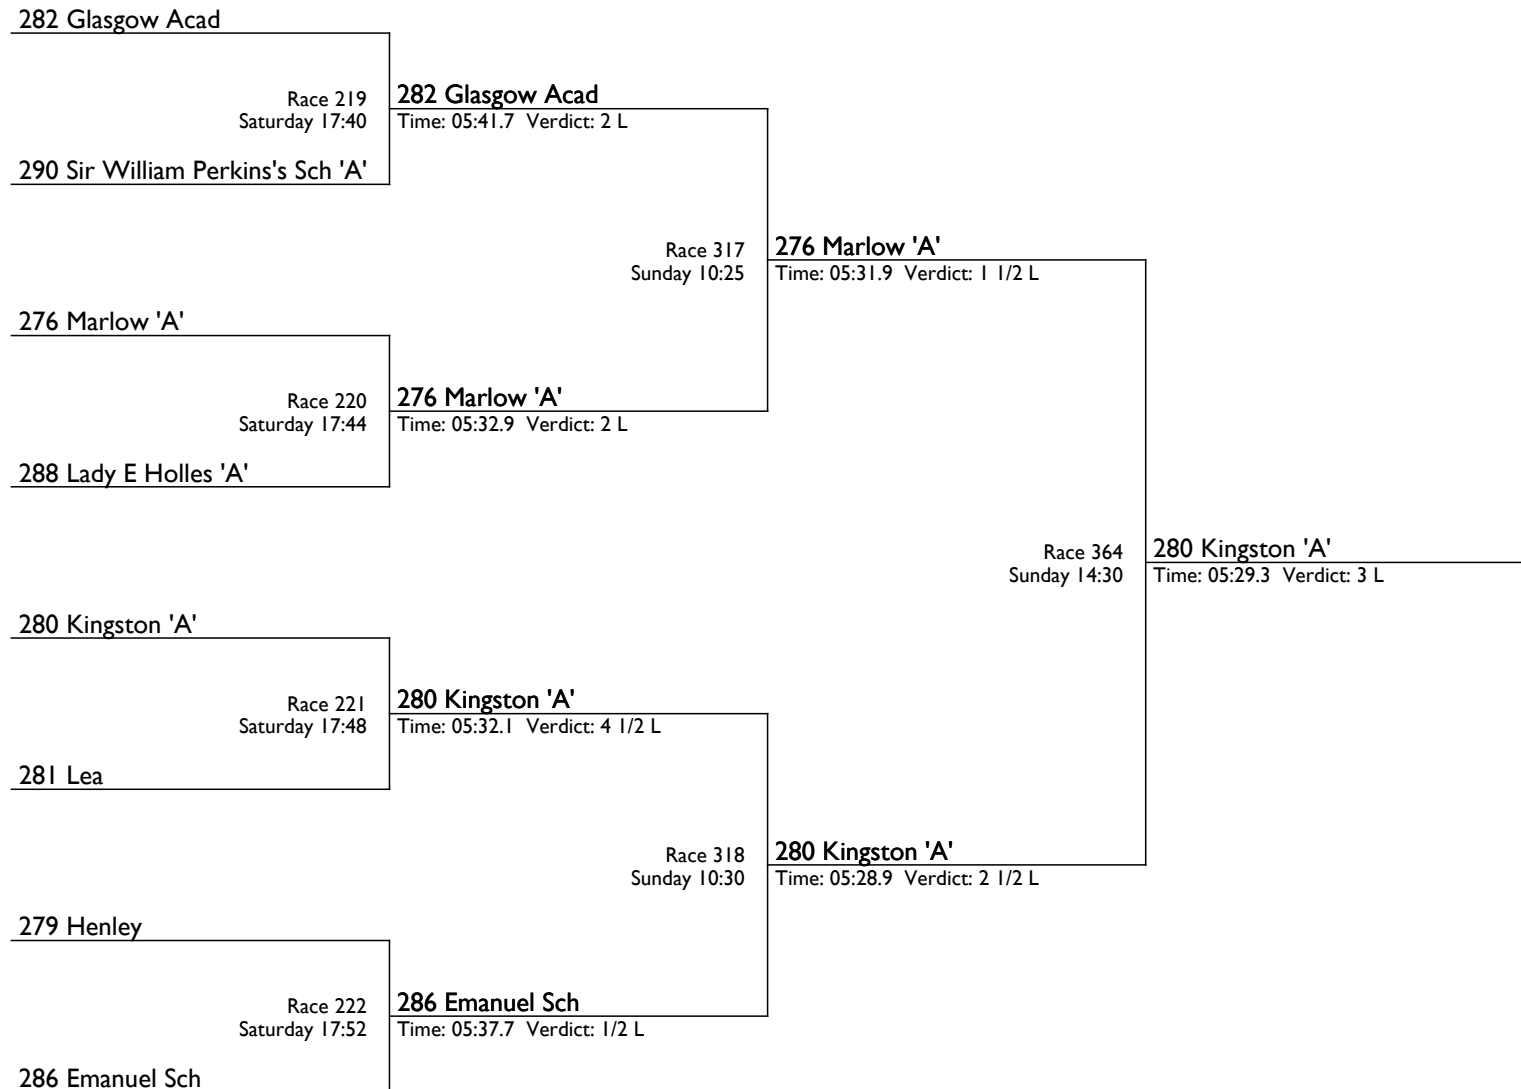 282 Glasgow Acad
Race 219
Saturday 17:40
282 Glasgow Acad
Time: 05:41.7 Verdict: 2 L
290 Sir William Perkins's Sch 'A'
Race 317
Sunday 10:25
276 Marlow 'A'
Time: 05:31.9 Verdict: 1 1/2 L
276 Marlow 'A'
Race 220
Saturday 17:44
276 Marlow 'A'
Time: 05:32.9 Verdict: 2 L
288 Lady E Holles 'A'
Race 364
Sunday 14:30
280 Kingston 'A'
Time: 05:29.3 Verdict: 3 L
280 Kingston 'A'
Race 221
Saturday 17:48
280 Kingston 'A'
Time: 05:32.1 Verdict: 4 1/2 L
281 Lea
Race 318
Sunday 10:30
280 Kingston 'A'
Time: 05:28.9 Verdict: 2 1/2 L
279 Henley
Race 222
Saturday 17:52
286 Emanuel Sch
Time: 05:37.7 Verdict: 1/2 L
286 Emanuel Sch